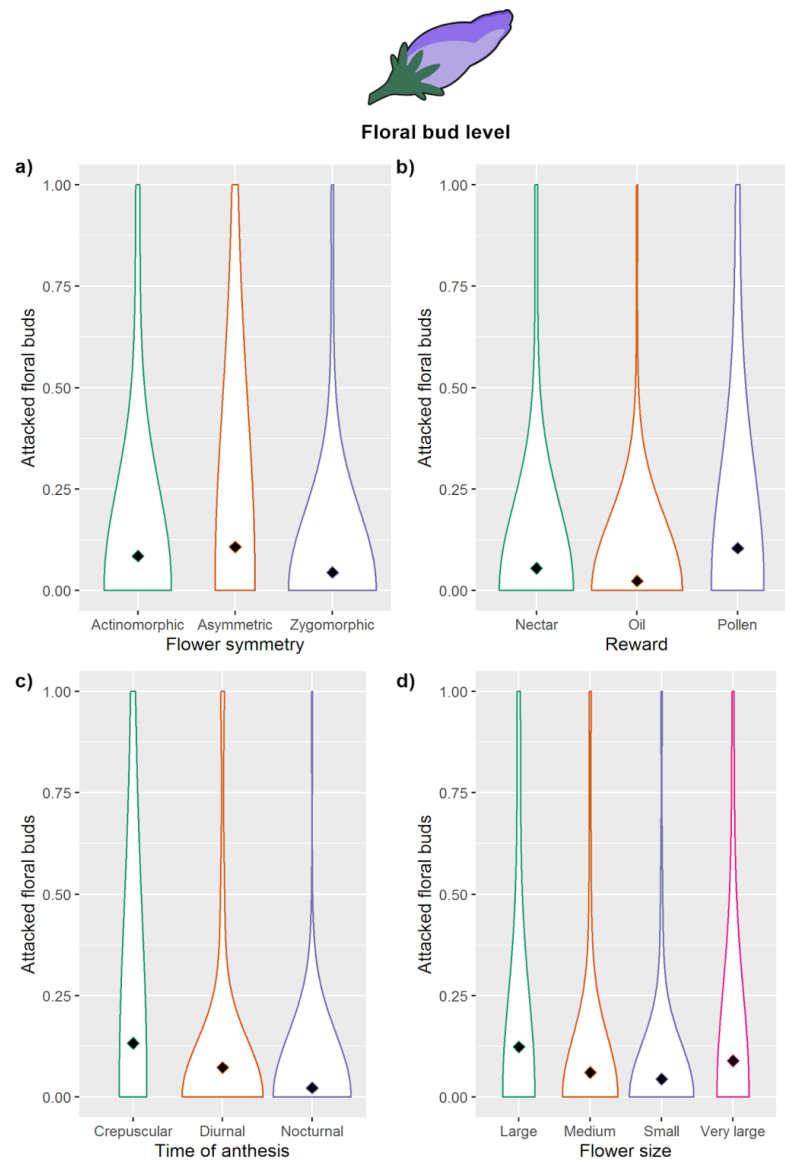 Floral bud level
a)
1.00
0.75
0.50
0.25
0.00
Attacked floral buds
Actinomorphic Asymmetric Zygomorphic
Flower symmetry
b)
1.00
0.75
0.50
0.25
0.00
Attacked floral buds
Nectar Oil Pollen
Reward
c)
1.00
0.75
0.50
0.25
0.00
Attacked floral buds
Crepuscular Diurnal Nocturnal
Time of anthesis
d)
1.00
0.75
0.50
0.25
0.00
Attacked floral buds
Large Medium Small Very large
Flower size